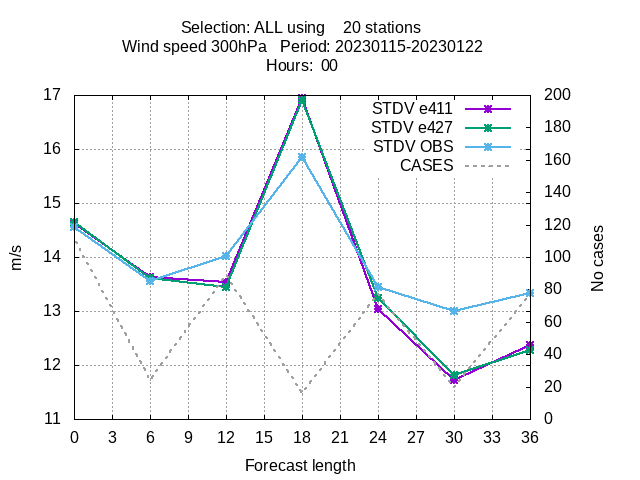 Selection: ALL using    20 stations
Wind speed 300hPa   Period: 20230115-20230122
Hours:  00
17
16
15
14
13
12
11
m/s
STDV e411
STDV e427
STDV OBS
CASES
200
180
160
140
120
100
80
60
40
20
0
No cases
0 3 6 9 12 15 18 21 24 27 30 33 36
Forecast length